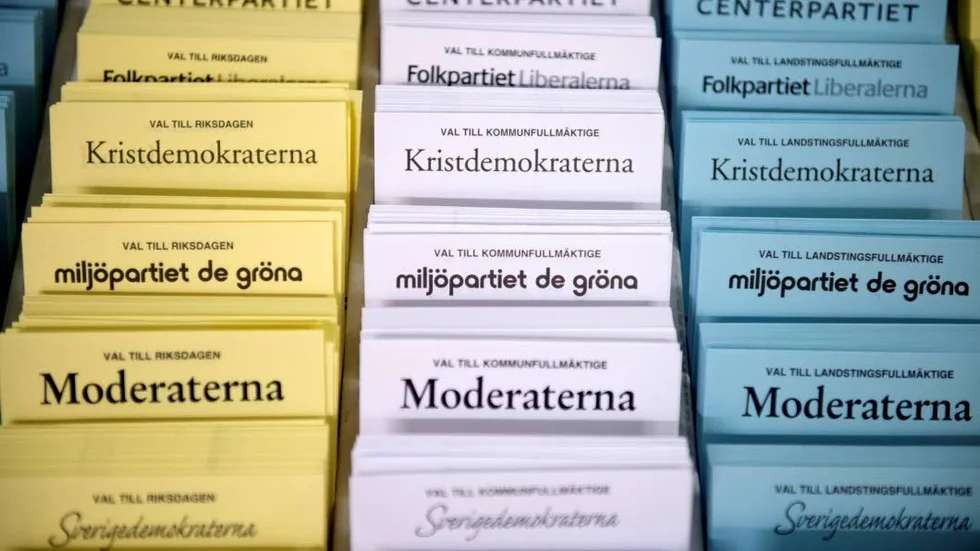 CENTERPARTIET
VAL TILL RIKSDAGEN
Folkpartiet Liberalerna
VAL TILL RIKSDAGEN
Kristdemokraterna
VAL TILL RIKSDAGEN
miljöpartiet de gröna
VAL TILL RIKSDAGEN
Moderaterna
VAL TILL RIKSDAGEN
Sverigedemokraterna
CENTERPARTIET
VAL TILL KOMMUNFULLMÄKTIGE
Folkpartiet Liberalerna
VAL TILL KOMMUNFULLMÄKTIGE
Kristdemokraterna
VAL TILL KOMMUNFULLMÄKTIGE
miljöpartiet de gröna
VAL TILL KOMMUNFULLMÄKTIGE
Moderaterna
VAL TILL KOMMUNFULLMÄKTIGE
Sverigedemokraterna
CENTERPARTIET
VAL TILL LANDSTINGSFULLMÄKTIGE
Folkpartiet Liberalerna
VAL TILL LANDSTINGSFULLMÄKTIGE
Kristdemokraterna
VAL TILL LANDSTINGSFULLMÄKTIGE
miljöpartiet de gröna
VAL TILL LANDSTINGSFULLMÄKTIGE
Moderaterna
VAL TILL LANDSTINGSFULLMÄKTIGE
Sverigedemokraterna